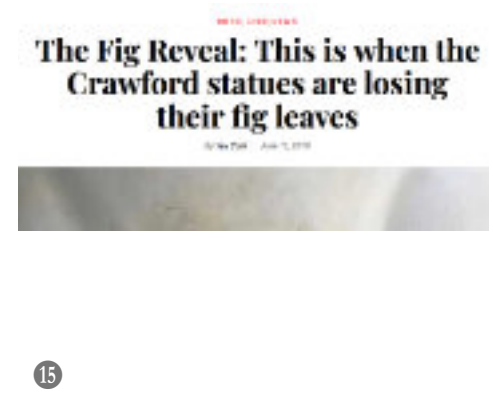 The Fig Reveal: This is when the
Crawford statues are losing
their fig leaves
15